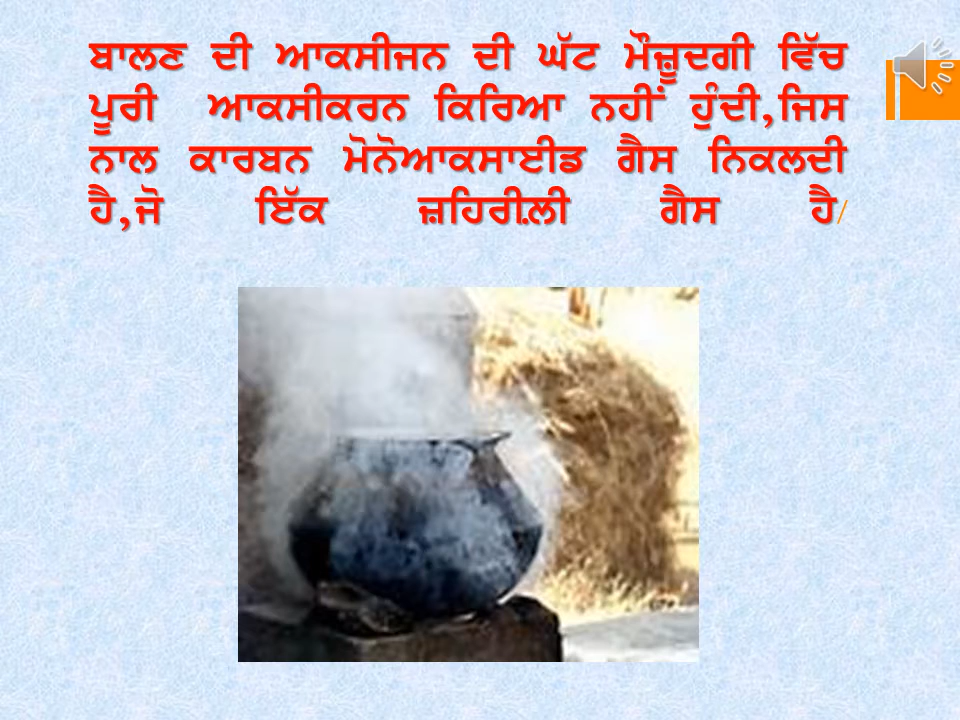 ਬਾਲਣ ਦੀ ਆਕਸੀਜਨ ਦੀ ਘੱਟ ਮੌਜ਼ੂਦਗੀ ਵਿੱਚ
ਪੂਰੀ ਆਕਸੀਕਰਨ ਕਿਰਿਆ ਨਹੀਂ ਹੁੰਦੀ,ਜਿਸ
ਨਾਲ ਕਾਰਬਨ ਮੋਨੋਆਕਸਾਈਡ ਗੈਸ ਨਿਕਲਦੀ
ਹੈ,ਜੋ ਇੱਕ ਜ਼ਹਿਰੀਲ਼ੀ ਗੈਸ ਹੈ/